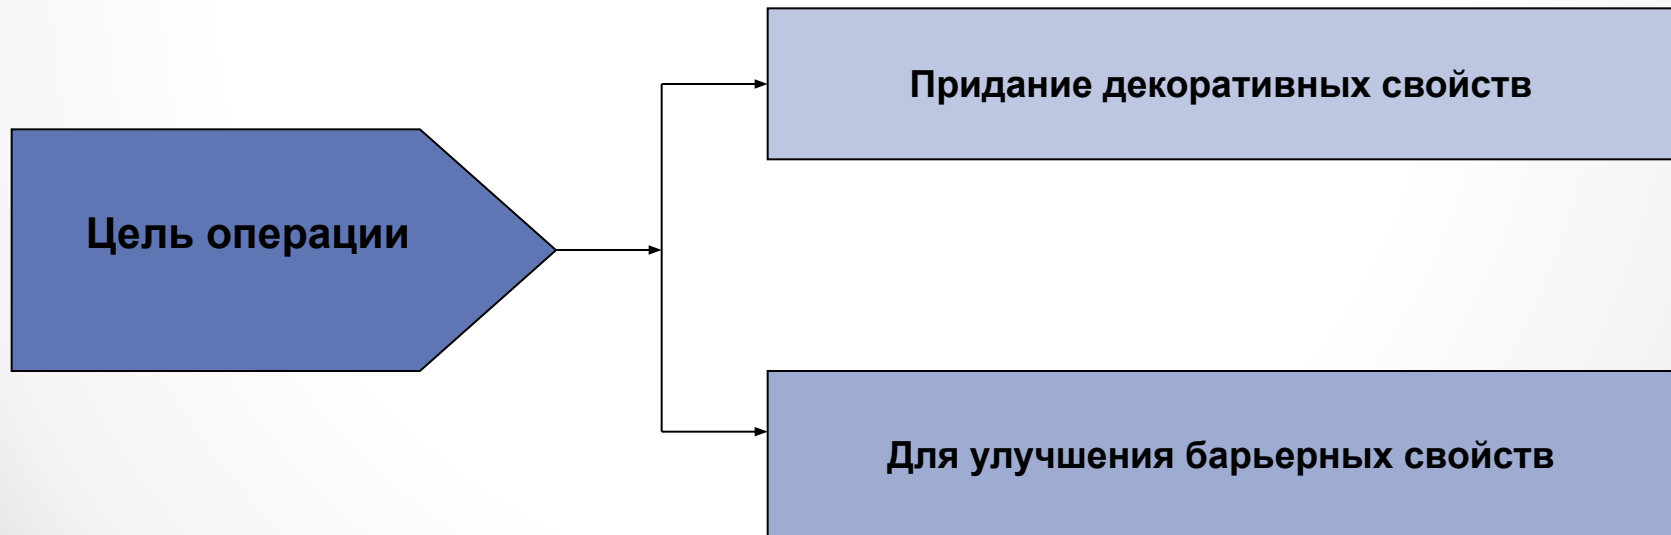 Придание декоративных свойств
Цель операции
Для улучшения барьерных свойств